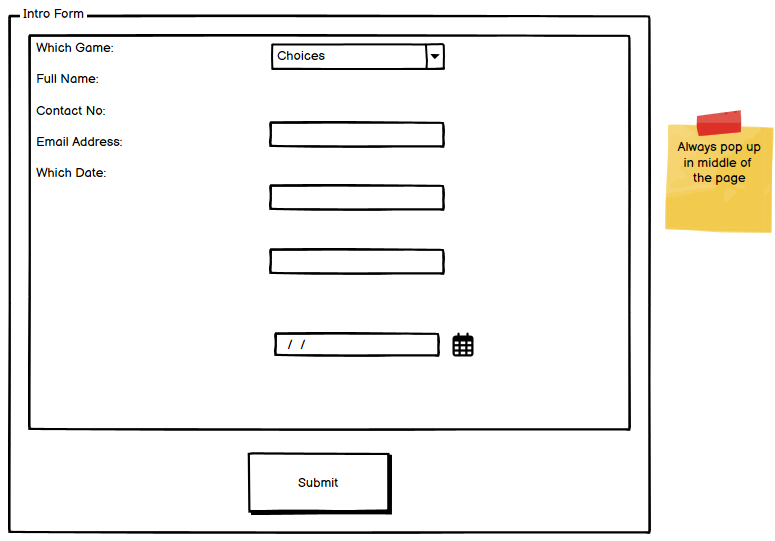 Intro Form
Which Game:
Choices
Full Name:
Contact No:
Email Address:
Which Date:
/ /
Submit
Always pop up
in middle of
the page